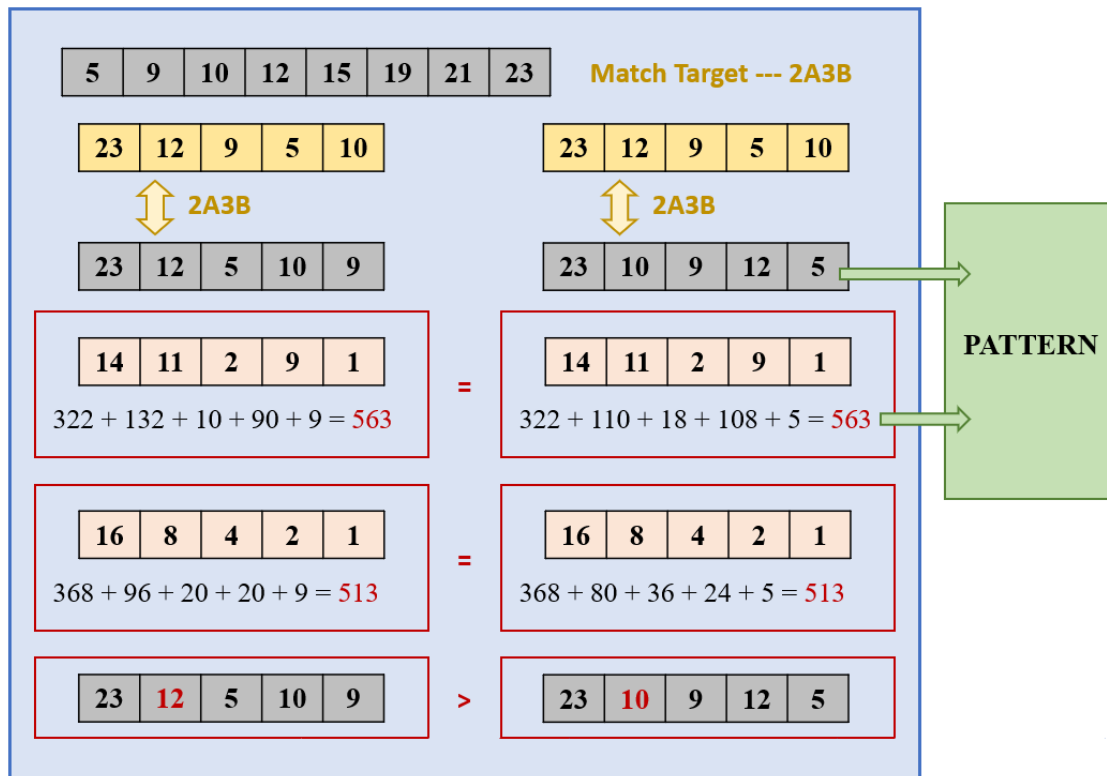 5 9 10 12 15 19 21 23
Match Target --- 2A3B
23 12 9 5 10
23 12 9 5 10
2A3B
2A3B
23 12 5 10 9
23 10 9 12 5
PATTERN
14 11 2 9 1
=
14 11 2 9 1
322 + 132 + 10 + 90 + 9 = 563
322 + 110 + 18 + 108 + 5 = 563
16 8 4 2 1
=
16 8 4 2 1
368 + 96 + 20 + 20 + 9 = 513
368 + 80 + 36 + 24 + 5 = 513
23 12 5 10 9
>
23 10 9 12 5